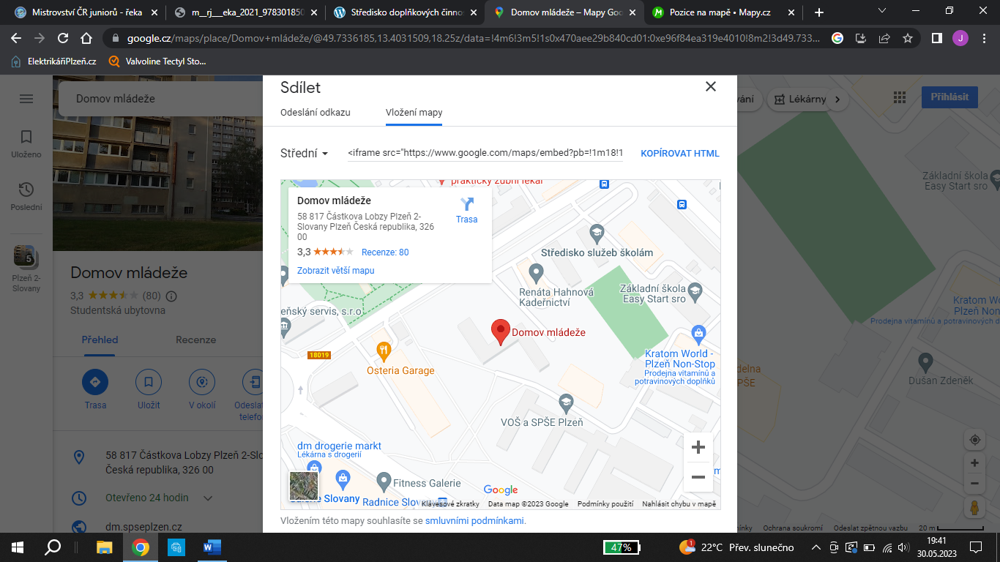 Mistrovství ČR juniorů - řeka
m__rj___eka_2021_978301850
Středisko doplňkových činnos
Domov mládeže – Mapy Goo
Pozice na mapě • Mapy.cz
google.cz/maps/place/Domov+mládeže/@49.7336185,13.4031509,18.25z/data=!4m6!3m5!1s0x470aee29b840cd01:0xe96f84ea319e4010!8m2!3d49.733...
J
ElektrikářiPlzeň.cz
Valvoline Tectyl Sto...
Uloženo
Poslední
5
Plzeň 2-
Slovany
Domov mládeže
Domov mládeže
3,3 (80)
Studentská ubytovna
Přehled
Recenze
Trasa
Uložit
V okolí
Odeslat
telefo
58 817 Částkova Lobzy Plzeň 2-Slo
Česká republika, 326 00
Otevřeno 24 hodin
dm.spseplzen.cz
Sdílet
Odeslání odkazu
Vložení mapy
Střední
<iframe src="https://www.google.com/maps/embed?pb=!1m18!1
KOPÍROVAT HTML
Domov mládeže
58 817 Částkova Lobzy Plzeň 2-
Slovany Plzeň Česká republika, 326
00
3,3 Recenze: 80
Zobrazit větší mapu
Trasa
praktický zubní lékař
Středisko služeb školám
Renáta Hahnová
Kadeřnictví
Základní škola
Easy Start sro
eňský servis, s.r.o.
Domov mládeže
18019
Osteria Garage
Kratom World -
Plzeň Non-Stop
Prodejna vitamínů a
potravinových doplňků
VOŠ a SPŠE Plzeň
dm drogerie markt
Lékárna s drogerií
Fitness Galerie
Galerie Slovany
Radnice Slovany
Google
Klávesové zkratky
Data map ©2023 Google
Podmínky použití
Nahlásit chybu v mapě
Vložením této mapy souhlasíte se smluvními podmínkami.
vání
Lékárny
Přihlásit
Základní škola
Easy Start sro
Kratom Wo
Plzeň Non
Prodejna vitamínů a
potravinových d
delna
PŠE
Dušan Zdeněk
mínky
Ochrana soukromí
Odeslat zpětnou vazbu
20 m
47%
1
22°C Přev. slunečno
19:41
30.05.2023